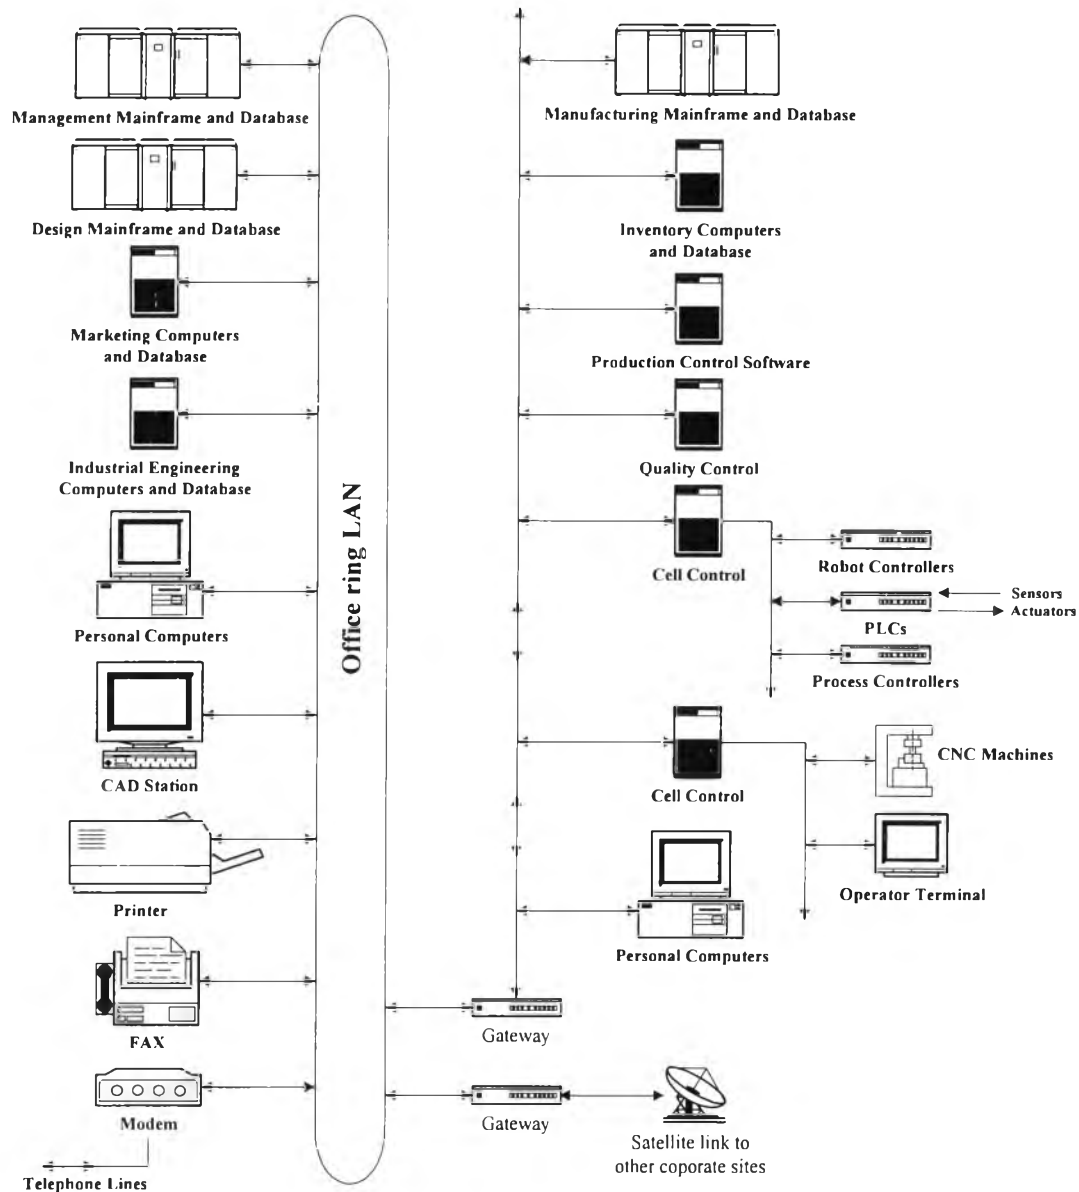 Management Mainframe and Database
Design Mainframe and Database
Marketing Computers
and Database
Industrial Engineering
Computers and Database
Personal Computers
CAD Station
Printer
FAX
Modem
Telephone Lines
Office ring LAN
Manufacturing Mainframe and Database
Inventory Computers
and Database
Production Control Software
Quality Control
Cell Control
Robot Controllers
Sensors
Actuators
PLCs
Process Controllers
Cell Control
CNC Machines
Operator Terminal
Personal Computers
Gateway
Gateway
Satellite link to
other coporate sites